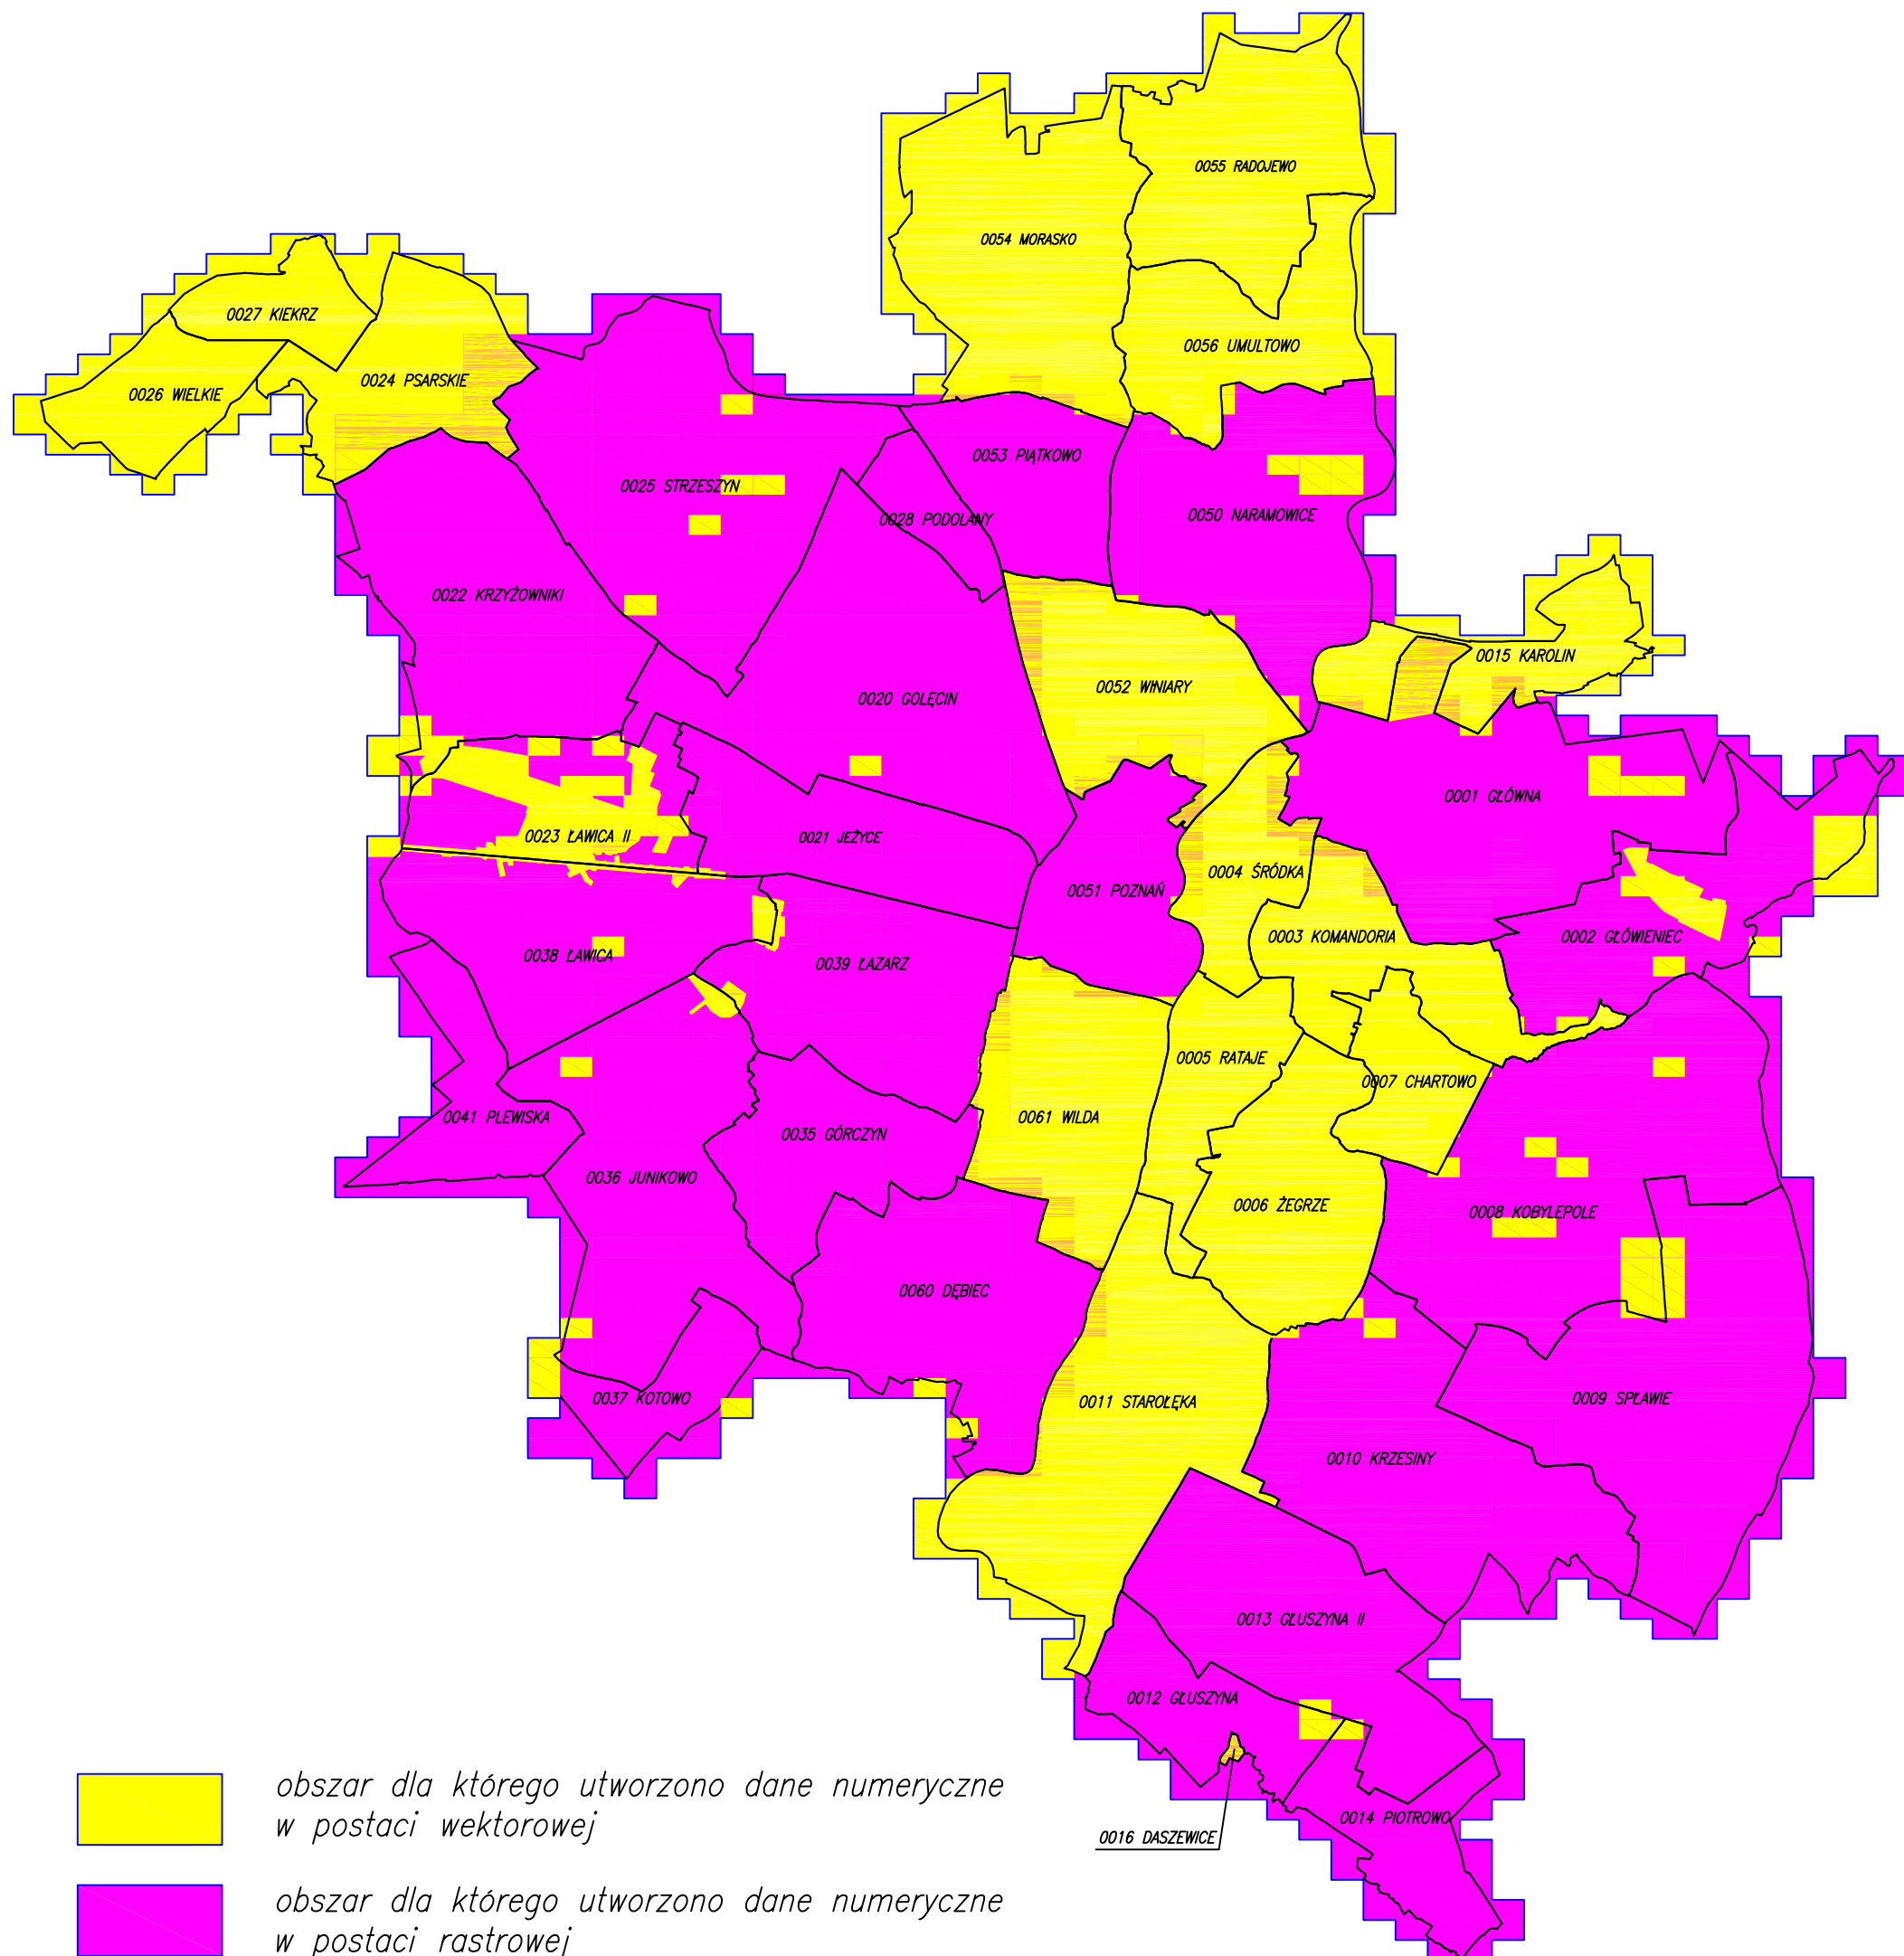 0055 RADOJEWO
0054 MORASKO
0027 KIEKRZ
0056 UMULTOWO
0024 PSARSKIE
0026 WIELKIE
0053 PIĄTKOWO
0025 STRZESZYN
0028 PODOLANY
0050 NARAMOWICE
0022 KRZYŻOWNIKI
0015 KAROLIN
0052 WINIARY
0020 GOLĘCIN
0001 GŁÓWNA
0023 ŁAWICA II
0021 JEŻYCE
0004 ŚRÓDKA
0051 POZNAŃ
0003 KOMANDORIA
0002 GŁÓWIENIEC
0038 ŁAWICA
0039 ŁAZARZ
0005 RATAJE
0007 CHARTOWO
0041 PLEWISKA
0061 WILDA
0035 GÓRCZYN
0036 JUNIKOWO
0006 ŻEGRZE
0008 KOBYLEPOLE
0060 DĘBIEC
0037 KOTOWO
0011 STAROŁĘKA
0009 SPŁAWIE
0010 KRZESINY
0013 GŁUSZYNA II
0012 GŁUSZYNA
0014 PIOTROWO
0016 DASZEWICE
obszar dla którego utworzono dane numeryczne
w postaci wektorowej
obszar dla którego utworzono dane numeryczne
w postaci rastrowej